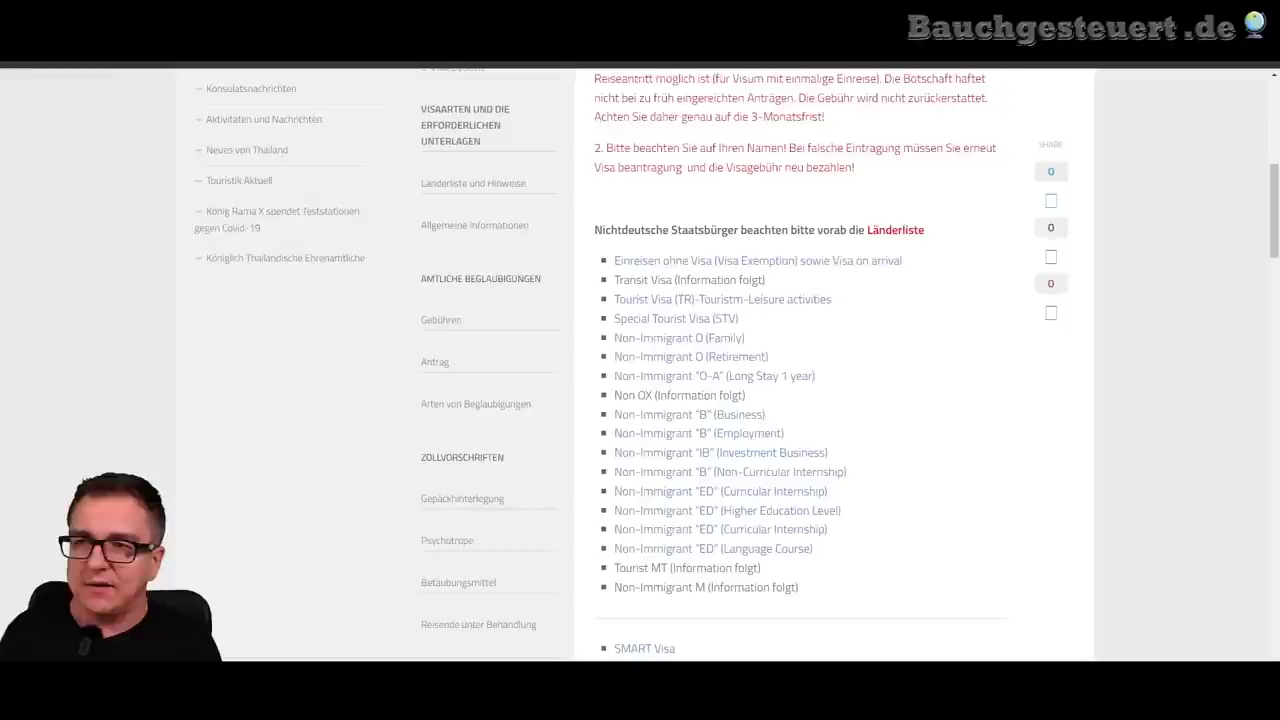 Bauchgesteuert.de
– Konsulatsnachrichten
– Aktivitäten und Nachrichten
– Neues von Thailand
– Touristik Aktuell
– König Rama X spendet Teststationen
gegen Covid-19
– Königlich Thailändische Ehrenamtliche
VISAARTEN UND DIE
ERFORDERLICHEN
UNTERLAGEN
Länderliste und Hinweise
Allgemeine Informationen
AMTLICHE BEGLAUBIGUNGEN
Gebühren
Antrag
Arten von Beglaubigungen
ZOLLVORSCHRIFTEN
Gepäckhinterlegung
Psychotrope
Betäubungsmittel
Reisende unter Behandlung
Reiseantritt möglich ist (für Visum mit einmalige Einreise). Die Botschaft haftet
nicht bei zu früh eingereichten Anträgen. Die Gebühr wird nicht zurückerstattet.
Achten Sie daher genau auf die 3-Monatsfrist!
2. Bitte beachten Sie auf Ihren Namen! Bei falsche Eintragung müssen Sie erneut
Visa beantragung und die Visagebühr neu bezahlen!
Nichtdeutsche Staatsbürger beachten bitte vorab die Länderliste
Einreisen ohne Visa (Visa Exemption) sowie Visa on arrival
Transit Visa (Information folgt)
Tourist Visa (TR)-Touristm-Leisure activities
Special Tourist Visa (STV)
Non-Immigrant O (Family)
Non-Immigrant O (Retirement)
Non-Immigrant "O-A" (Long Stay 1 year)
Non OX (Information folgt)
Non-Immigrant "B" (Business)
Non-Immigrant "B" (Employment)
Non-Immigrant "IB" (Investment Business)
Non-Immigrant "B" (Non-Curricular Internship)
Non-Immigrant "ED" (Curricular Internship)
Non-Immigrant "ED" (Higher Education Level)
Non-Immigrant "ED" (Curricular Internship)
Non-Immigrant "ED" (Language Course)
Tourist MT (Information folgt)
Non-Immigrant M (Information folgt)
SMART Visa
SHARE
0
0
0